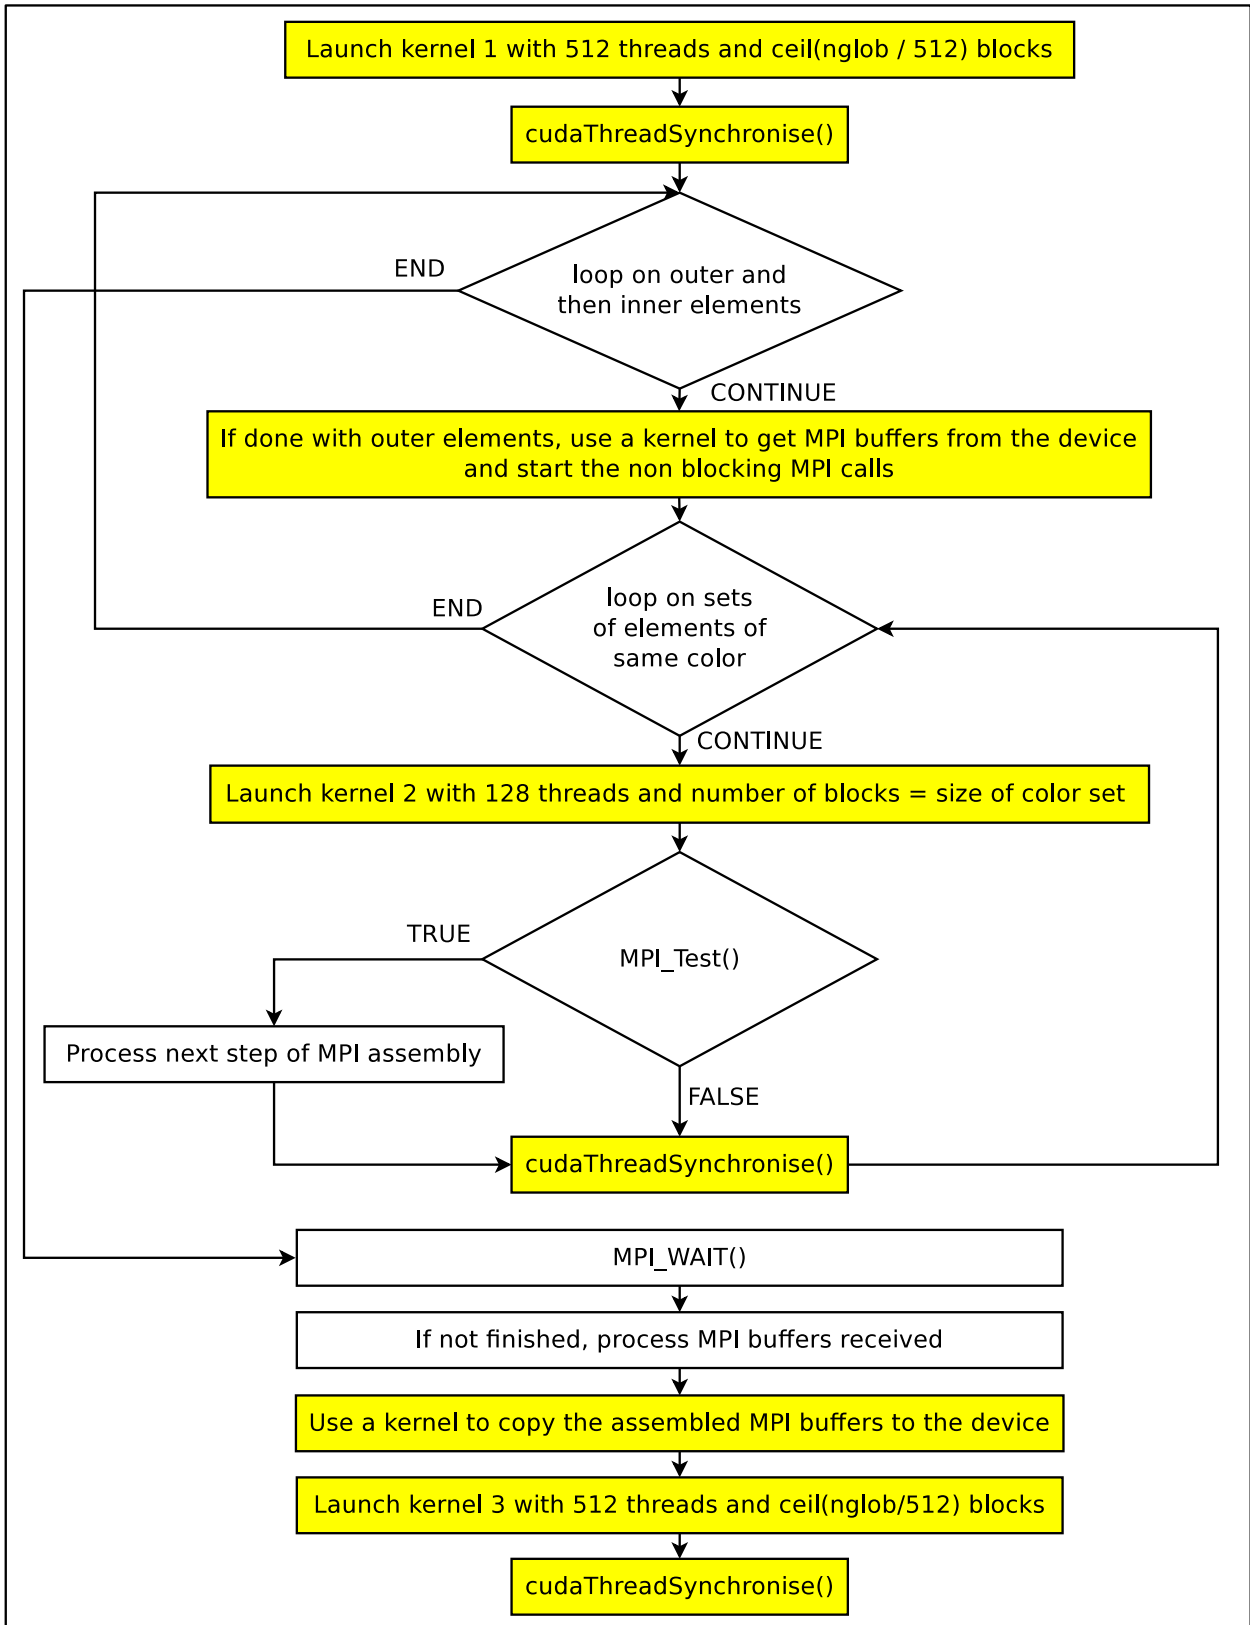 Launch kernel 1 with 512 threads and ceil(nglob / 512) blocks
cudaThreadSynchronise()
END
loop on outer and
then inner elements
CONTINUE
If done with outer elements, use a kernel to get MPI buffers from the device
and start the non blocking MPI calls
END
loop on sets
of elements of
same color
CONTINUE
Launch kernel 2 with 128 threads and number of blocks = size of color set
TRUE
MPI_Test()
Process next step of MPI assembly
FALSE
cudaThreadSynchronise()
MPI_WAIT()
If not finished, process MPI buffers received
Use a kernel to copy the assembled MPI buffers to the device
Launch kernel 3 with 512 threads and ceil(nglob/512) blocks
cudaThreadSynchronise()